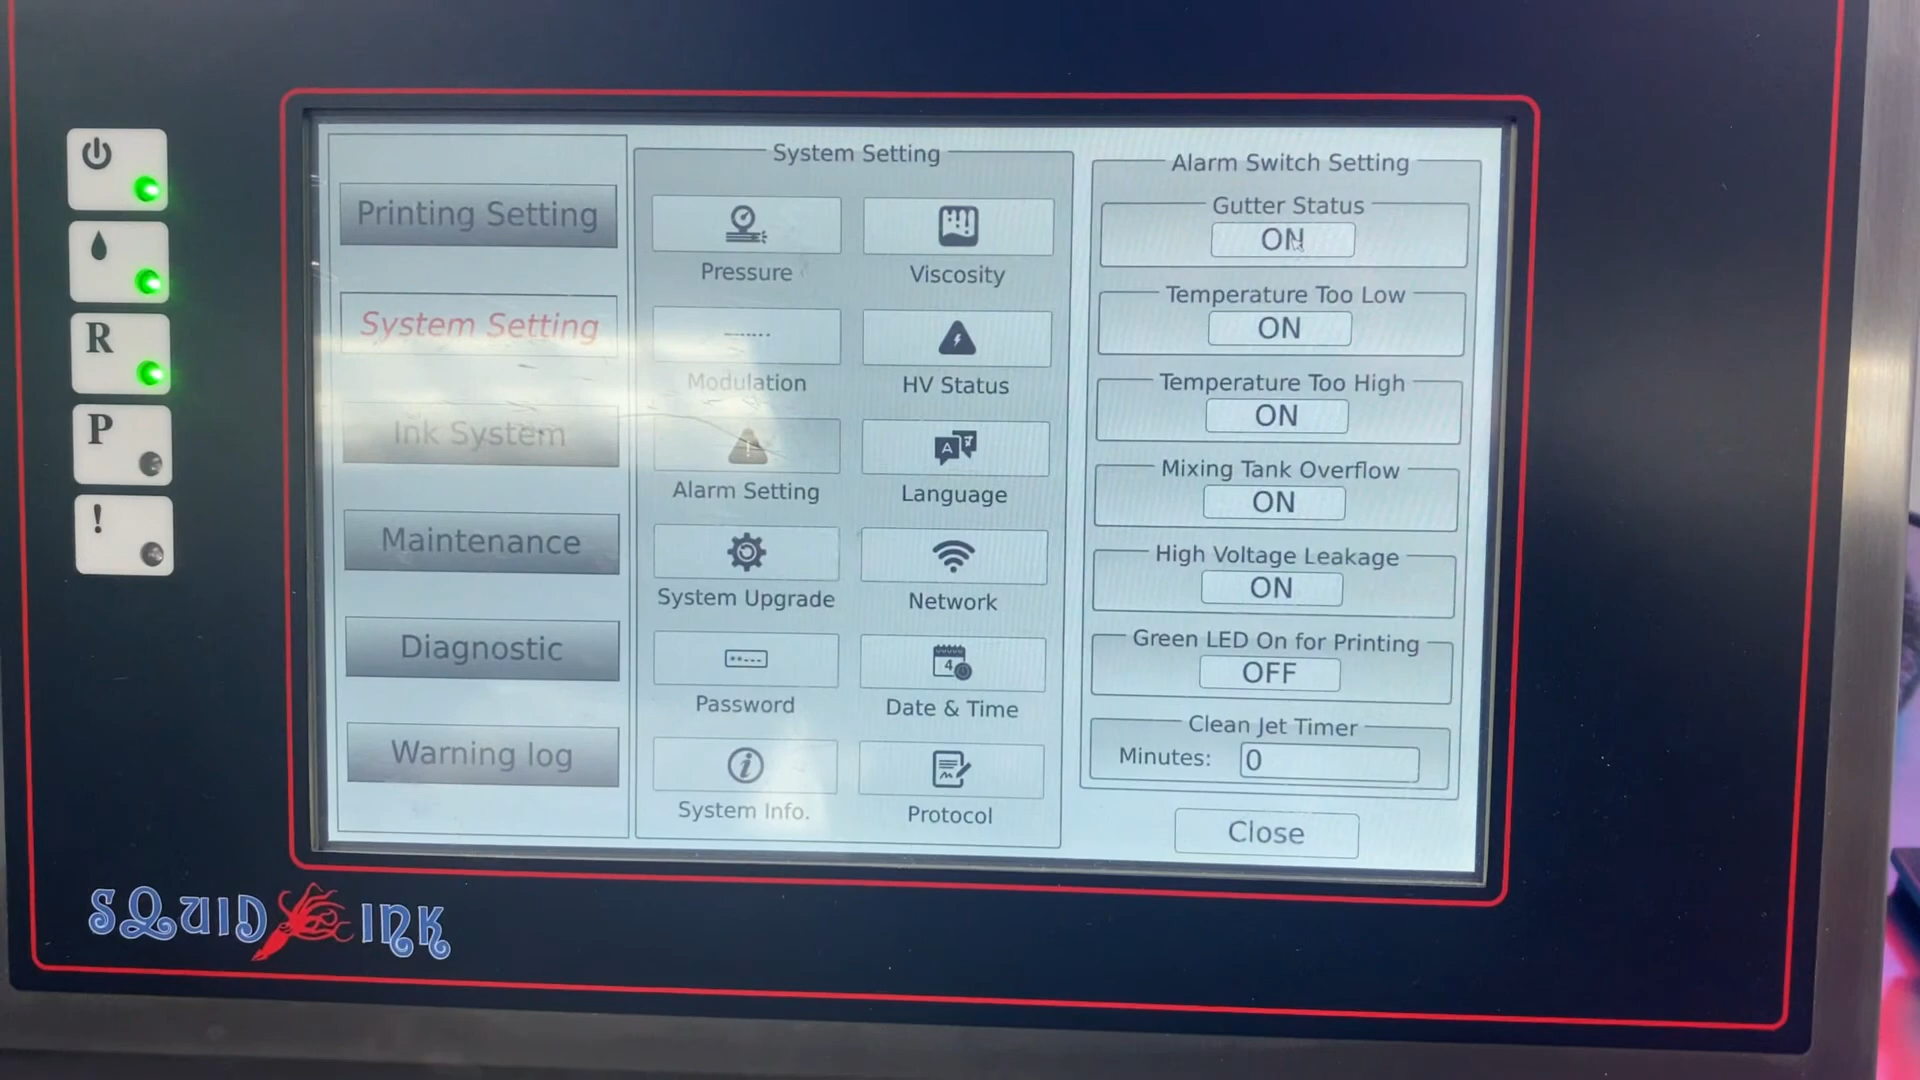 R
P
!
Printing Setting
System Setting
Ink System
Maintenance
Diagnostic
Warning log
System Setting
Pressure
Viscosity
Modulation
HV Status
Alarm Setting
Language
System Upgrade
Network
Password
Date & Time
System Info.
Protocol
Alarm Switch Setting
Gutter Status
ON
Temperature Too Low
ON
Temperature Too High
ON
Mixing Tank Overflow
ON
High Voltage Leakage
ON
Green LED On for Printing
OFF
Clean Jet Timer
Minutes: 0
Close
SQUID INK